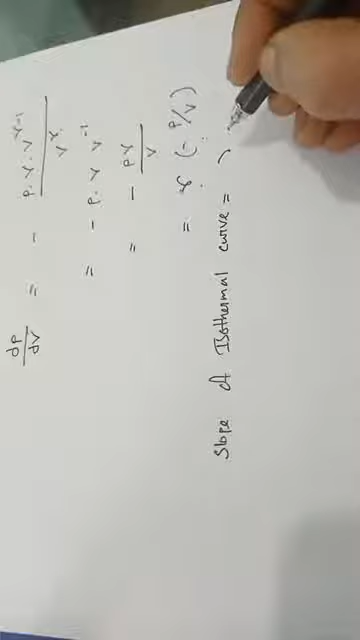 dP/dV = - P.γ.V^γ-1/V^γ
= - P.γ V^-1
= - Pγ/V
= γ (- P/V)
Slope of Isothermal curve =